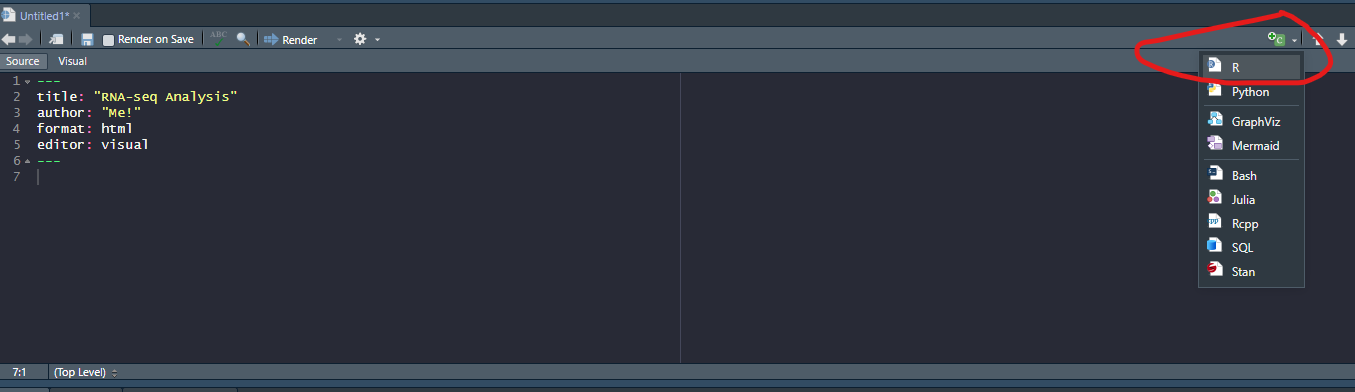 Untitled1*
Render on Save ABC Render
Source Visual
1 ---
2 title: "RNA-seq Analysis"
3 author: "Me!"
4 format: html
5 editor: visual
6 ---
7
C
R
Python
GraphViz
Mermaid
Bash
Julia
Rcpp
SQL
Stan
7:1 (Top Level)